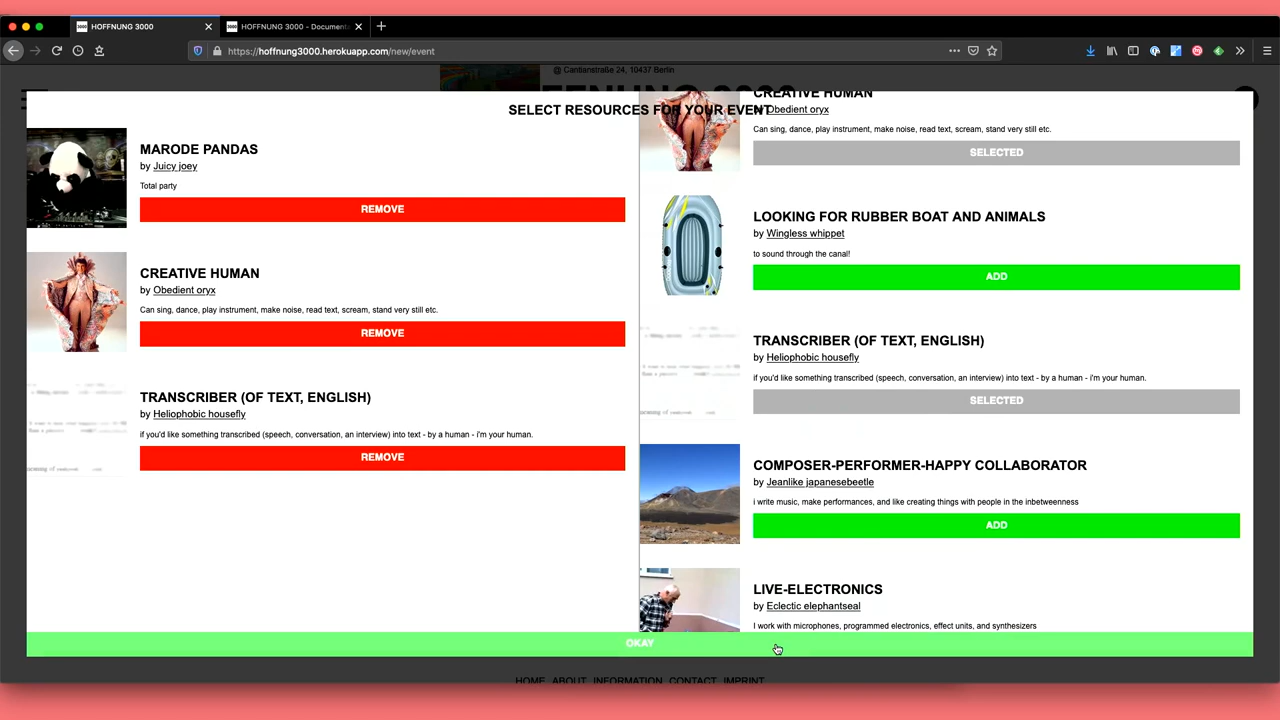 HOFFNUNG 3000
HOFFNUNG 3000 - Documenta
https://hoffnung3000.herokuapp.com/new/event
@ Cantianstraße 24, 10437 Berlin
SELECT RESOURCES FOR YOUR EVENT
MARODE PANDAS
by Juicy joey
Total party
REMOVE
CREATIVE HUMAN
by Obedient oryx
Can sing, dance, play instrument, make noise, read text, scream, stand very still etc.
REMOVE
TRANSCRIBER (OF TEXT, ENGLISH)
by Heliophobic housefly
if you'd like something transcribed (speech, conversation, an interview) into text - by a human - i'm your human.
REMOVE
CREATIVE HUMAN
by Obedient oryx
Can sing, dance, play instrument, make noise, read text, scream, stand very still etc.
SELECTED
LOOKING FOR RUBBER BOAT AND ANIMALS
by Wingless whippet
to sound through the canal!
ADD
TRANSCRIBER (OF TEXT, ENGLISH)
by Heliophobic housefly
if you'd like something transcribed (speech, conversation, an interview) into text - by a human - i'm your human.
SELECTED
COMPOSER-PERFORMER-HAPPY COLLABORATOR
by Jeanlike japanesebeetle
i write music, make performances, and like creating things with people in the inbetweenness
ADD
LIVE-ELECTRONICS
by Eclectic elephantseal
I work with microphones, programmed electronics, effect units, and synthesizers
OKAY
HOME ABOUT INFORMATION CONTACT IMPRINT